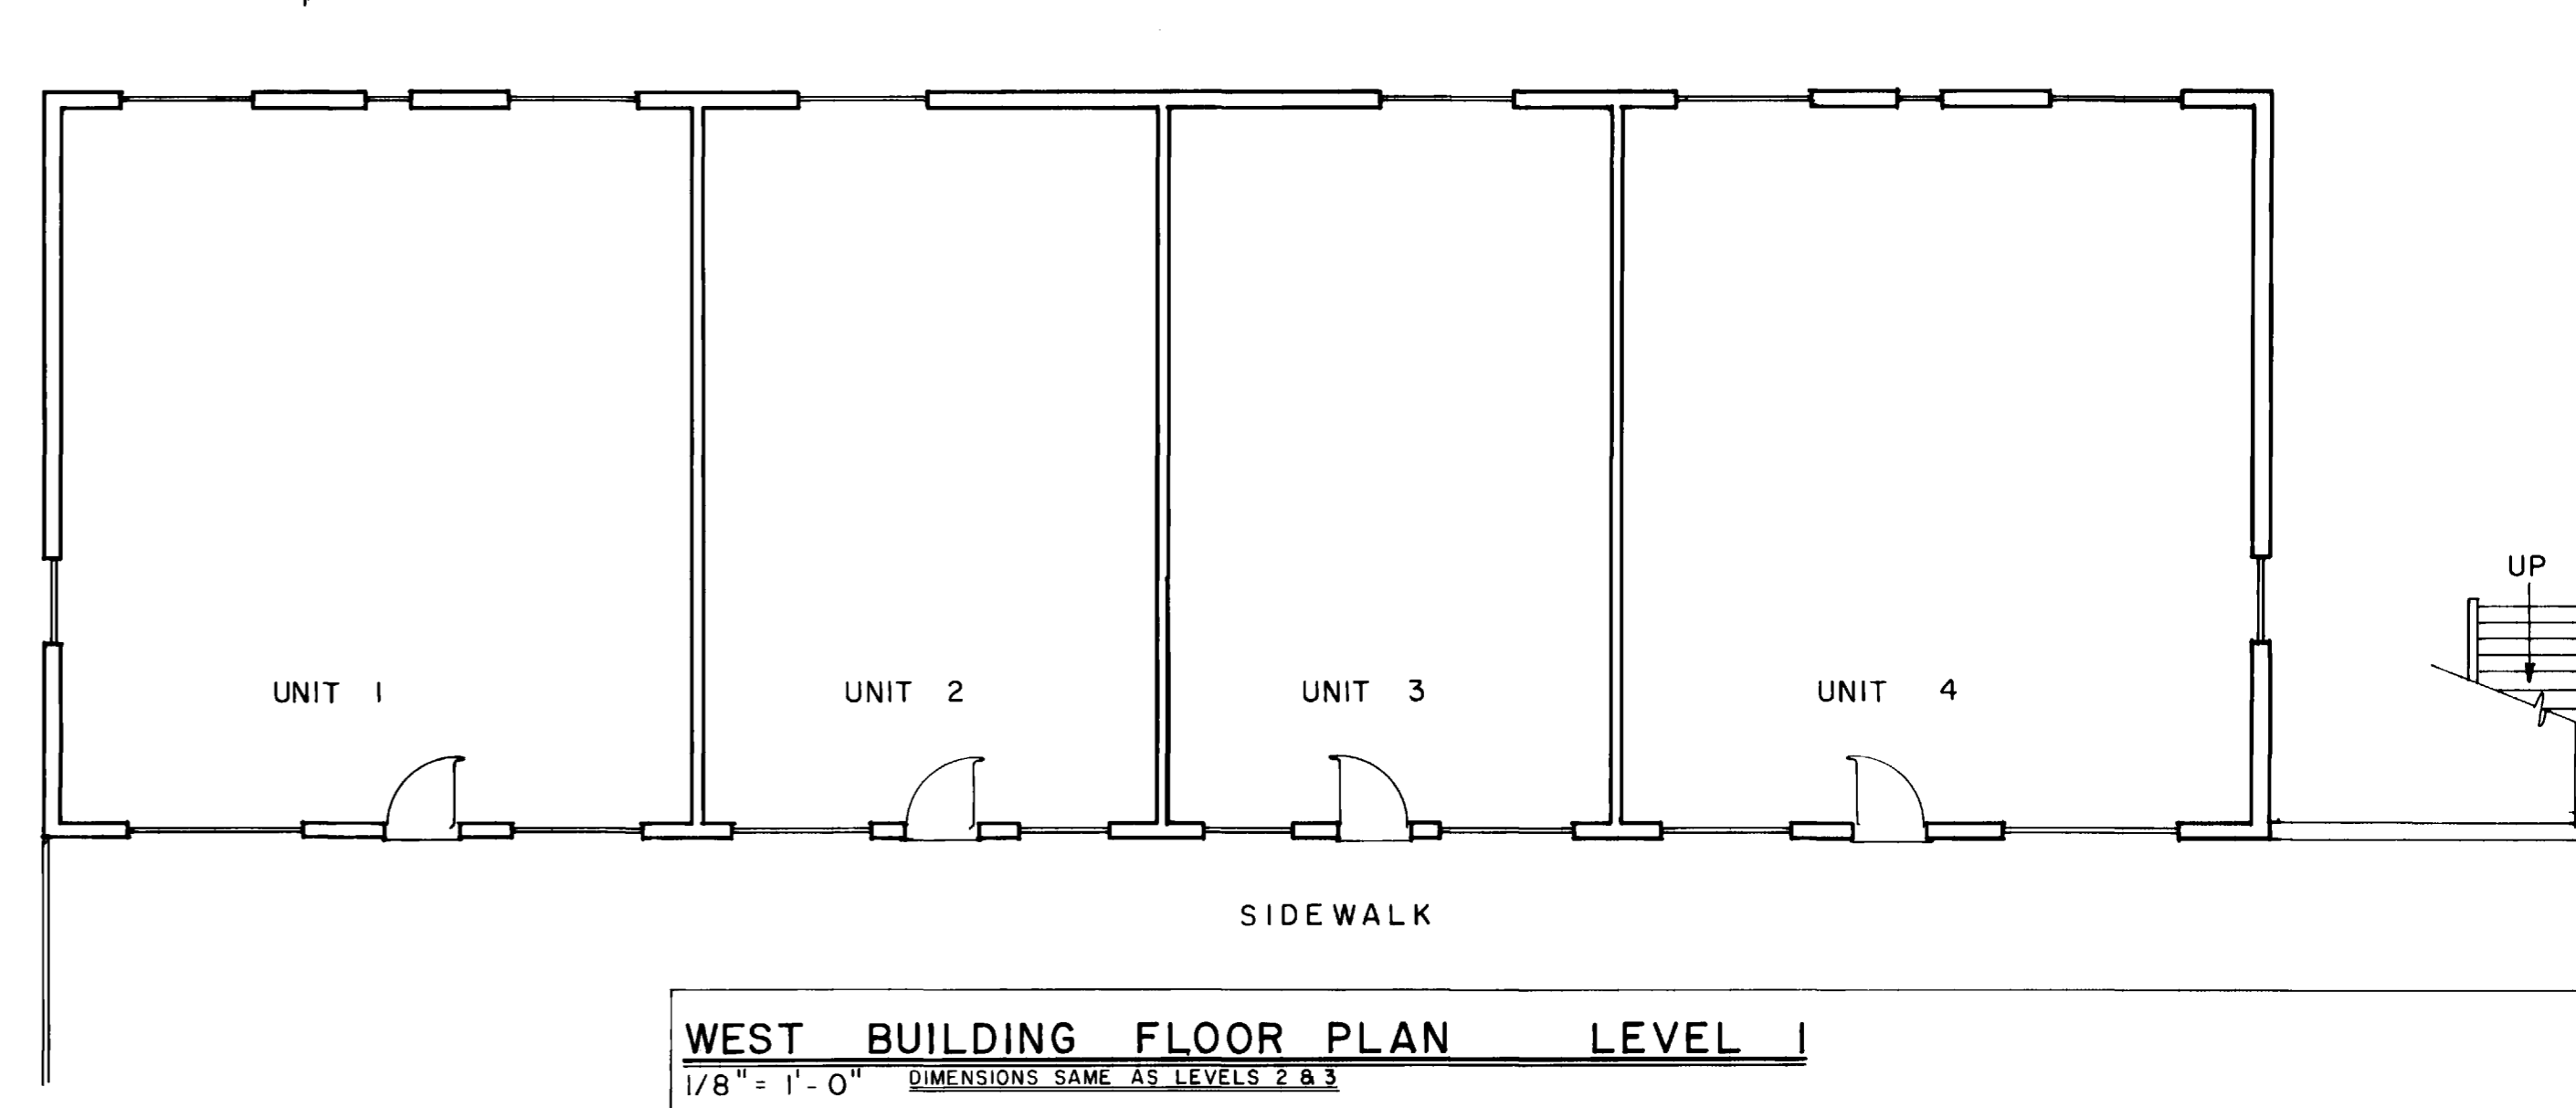 UP
UNIT 1 UNIT 2 UNIT 3 UNIT 4
SIDEWALK
WEST BUILDING FLOOR PLAN LEVEL 1
1/8" = 1'-0" DIMENSIONS SAME AS LEVELS 2 & 3